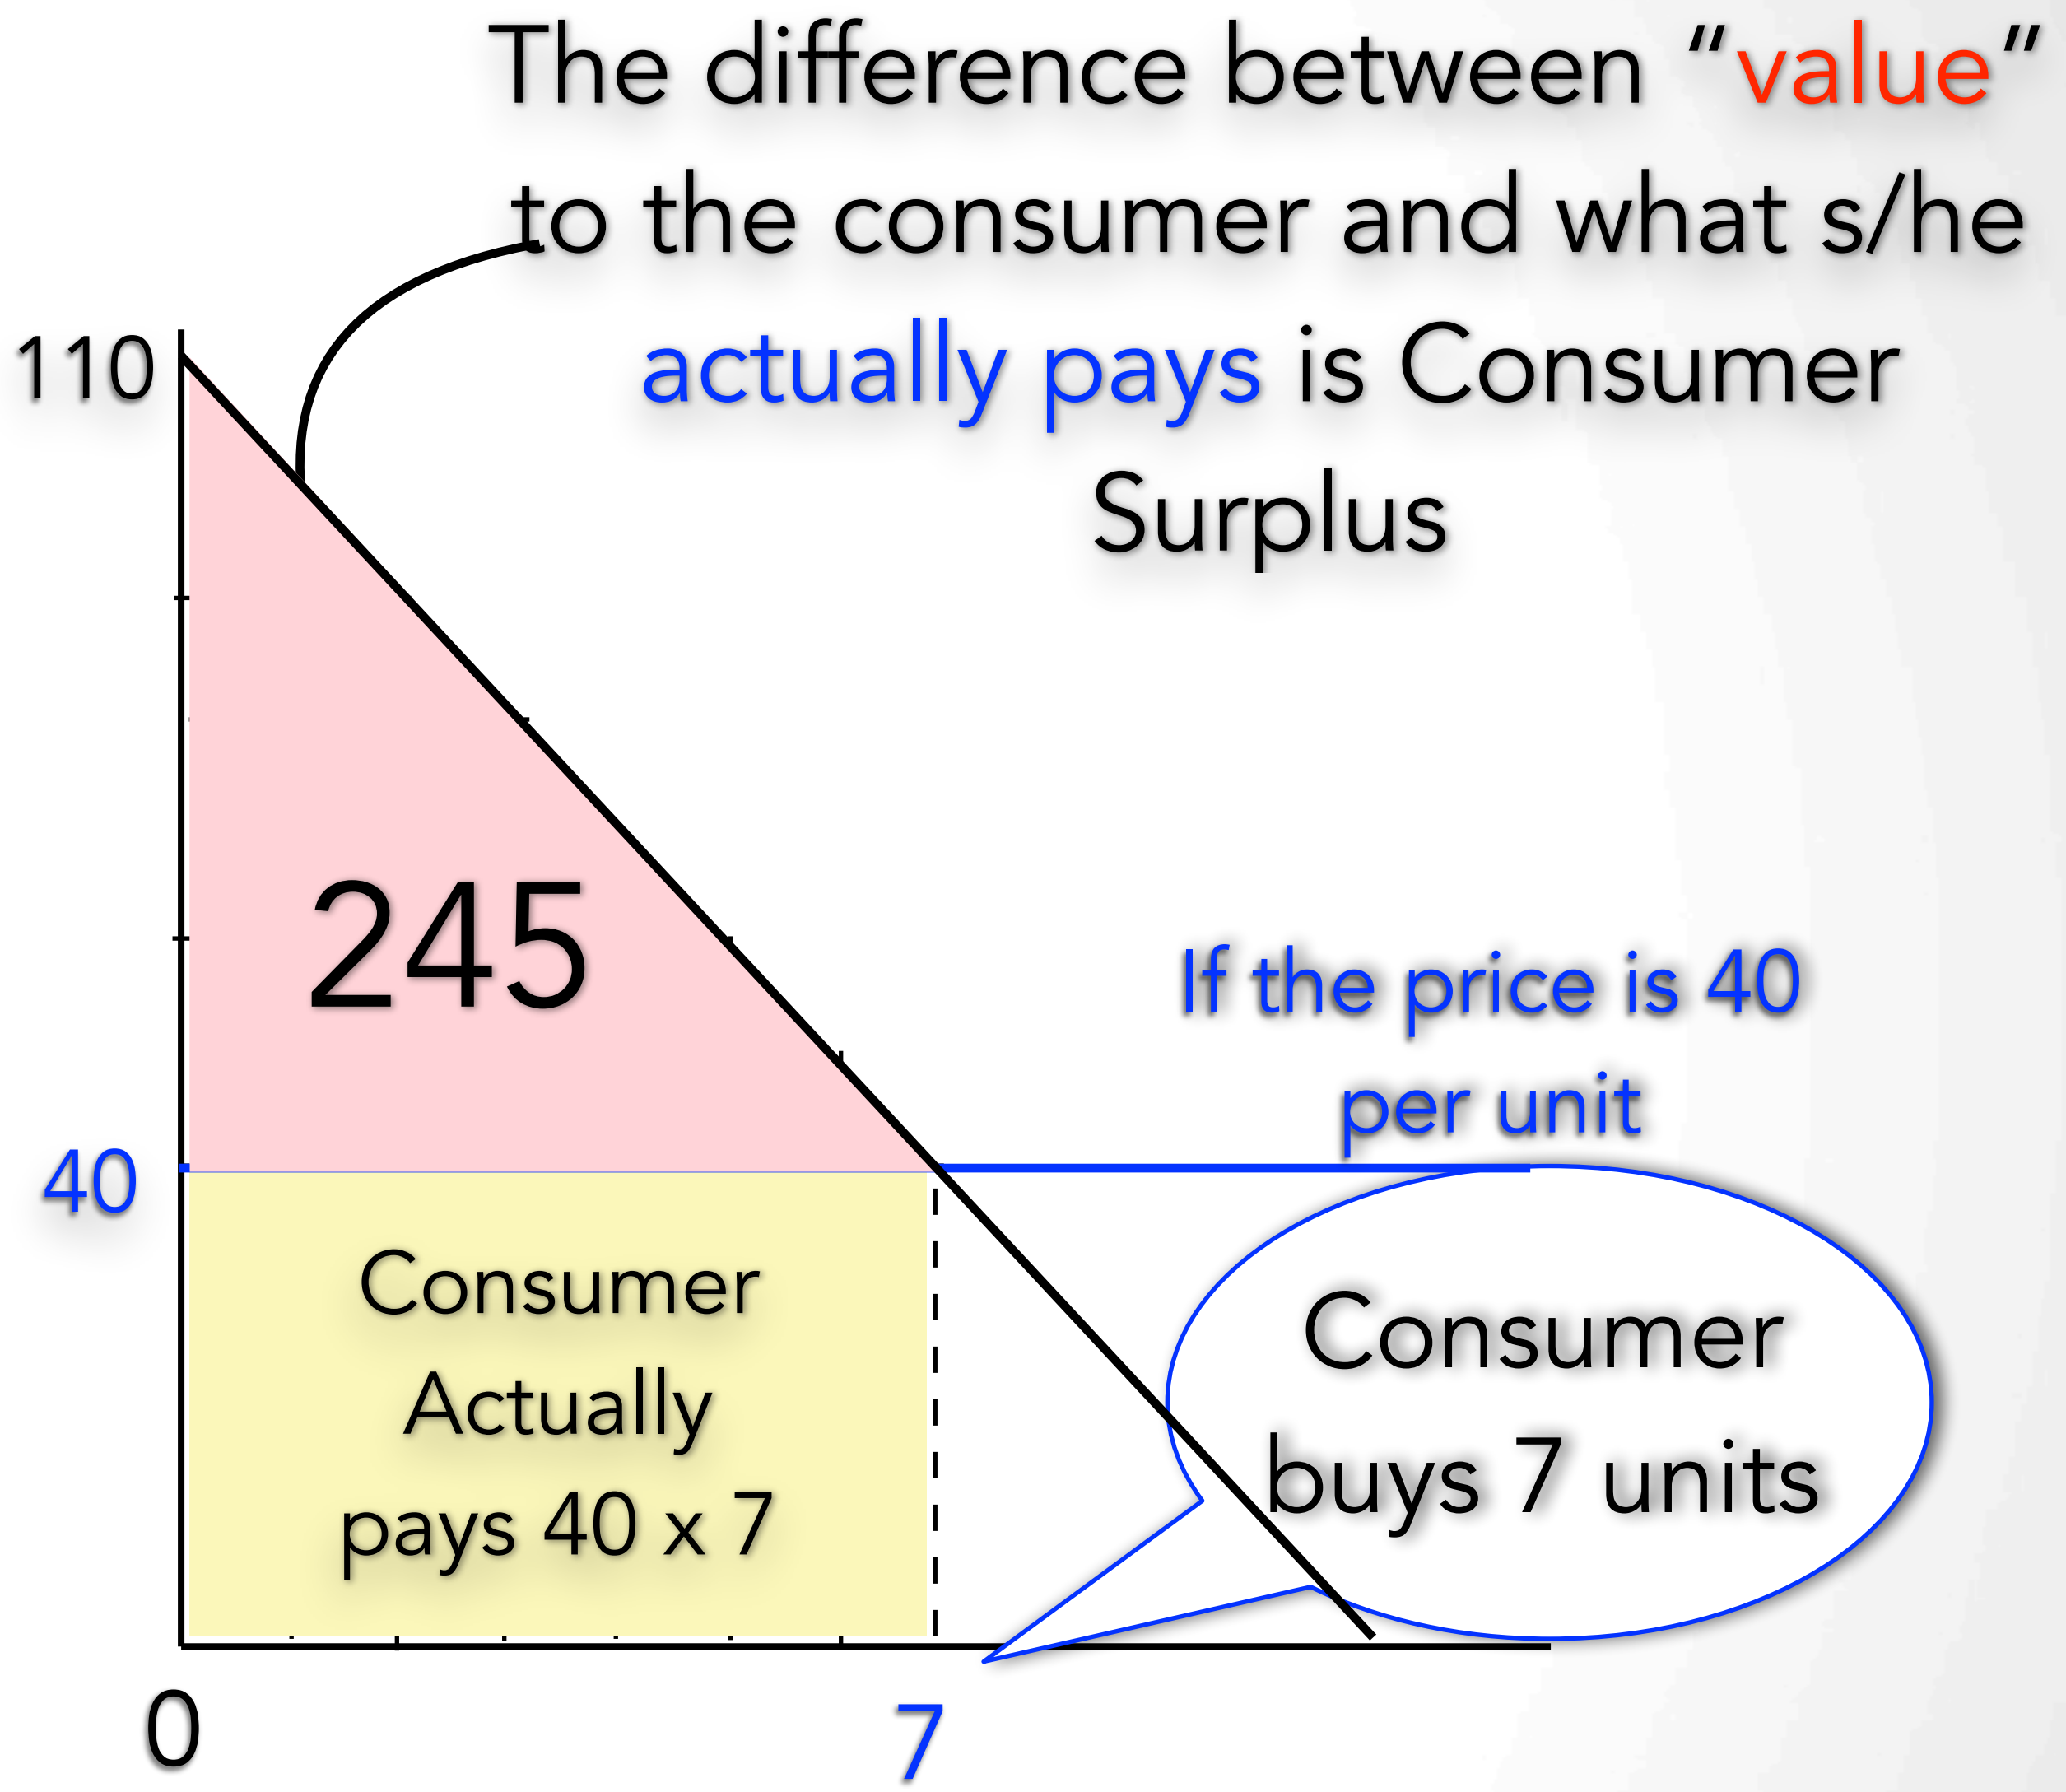 The difference between “value”
to the consumer and what s/he
actually pays is Consumer
Surplus
110
245
If the price is 40
per unit
40
Consumer
Actually
pays 40 x 7
Consumer
buys 7 units
0
7